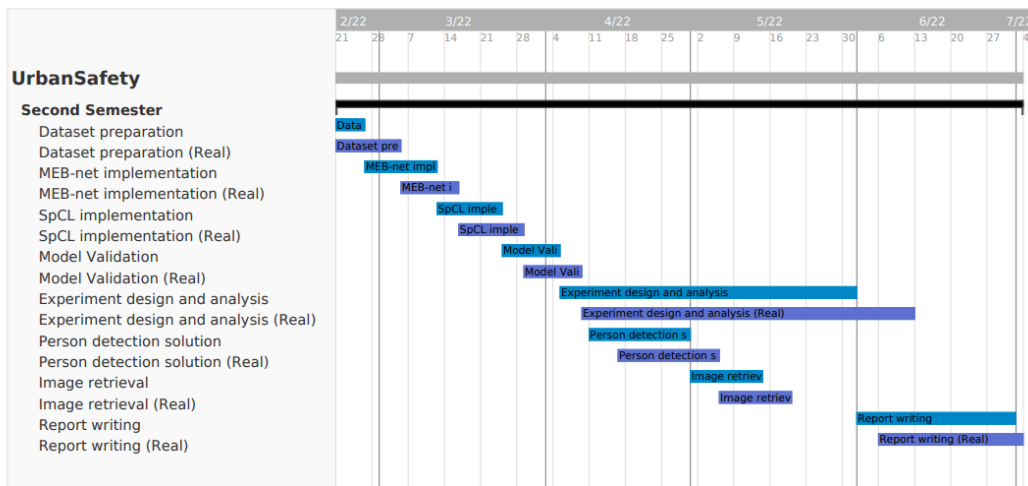 2/22 3/22 4/22 5/22 6/22 7/22
21 28 7 14 21 28 4 11 18 25 2 9 16 23 30 6 13 20 27 4
UrbanSafety
Second Semester
Dataset preparation Data
Dataset preparation (Real) Dataset pre
MEB-net implementation MEB-net impl
MEB-net implementation (Real) MEB-net i
SpCL implementation SpCL imple
SpCL implementation (Real) SpCL imple
Model Validation Model Vali
Model Validation (Real) Model Vali
Experiment design and analysis Experiment design and analysis
Experiment design and analysis (Real) Experiment design and analysis (Real)
Person detection solution Person detection s
Person detection solution (Real) Person detection s
Image retrieval Image retriev
Image retrieval (Real) Image retriev
Report writing Report writing
Report writing (Real) Report writing (Real)